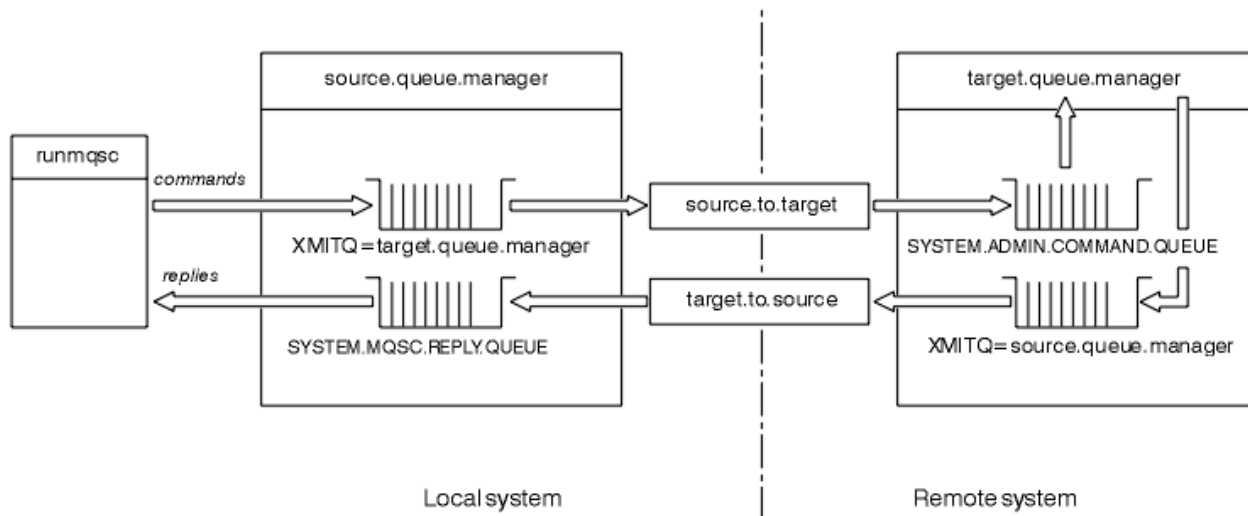 source.queue.manager
target.queue.manager
runmqsc
commands
source.to.target
XMITQ=target.queue.manager
SYSTEM.ADMIN.COMMAND.QUEUE
replies
target.to.source
SYSTEM.MQSC.REPLY.QUEUE
XMITQ=source.queue.manager
Local system
Remote system